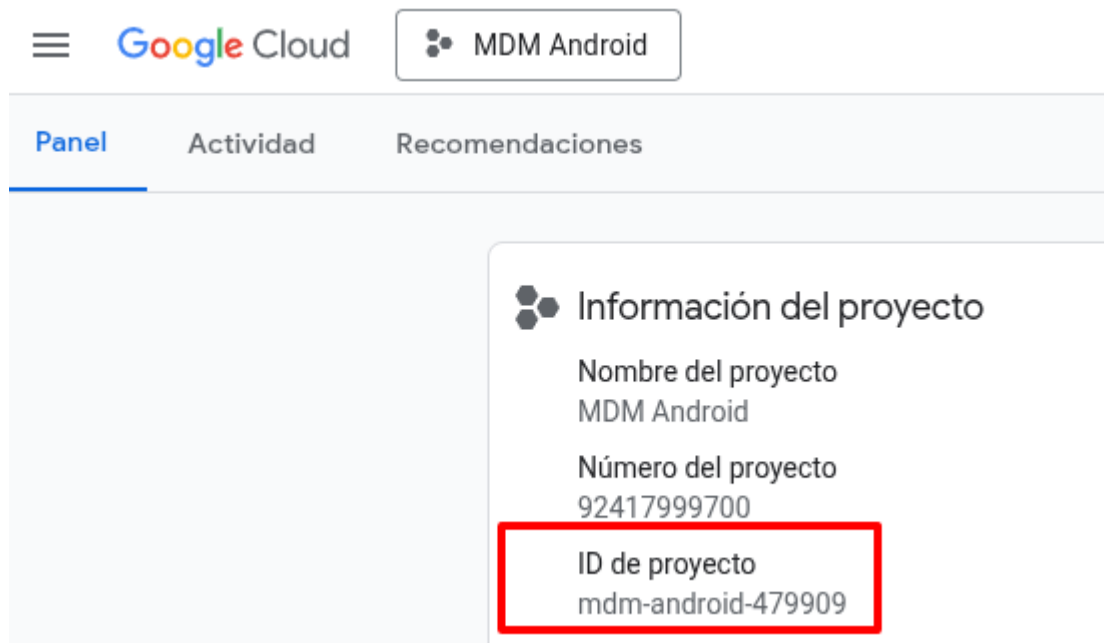 Google Cloud MDM Android
Panel Actividad Recomendaciones
Información del proyecto
Nombre del proyecto
MDM Android
Número del proyecto
92417999700
ID de proyecto
mdm-android-479909